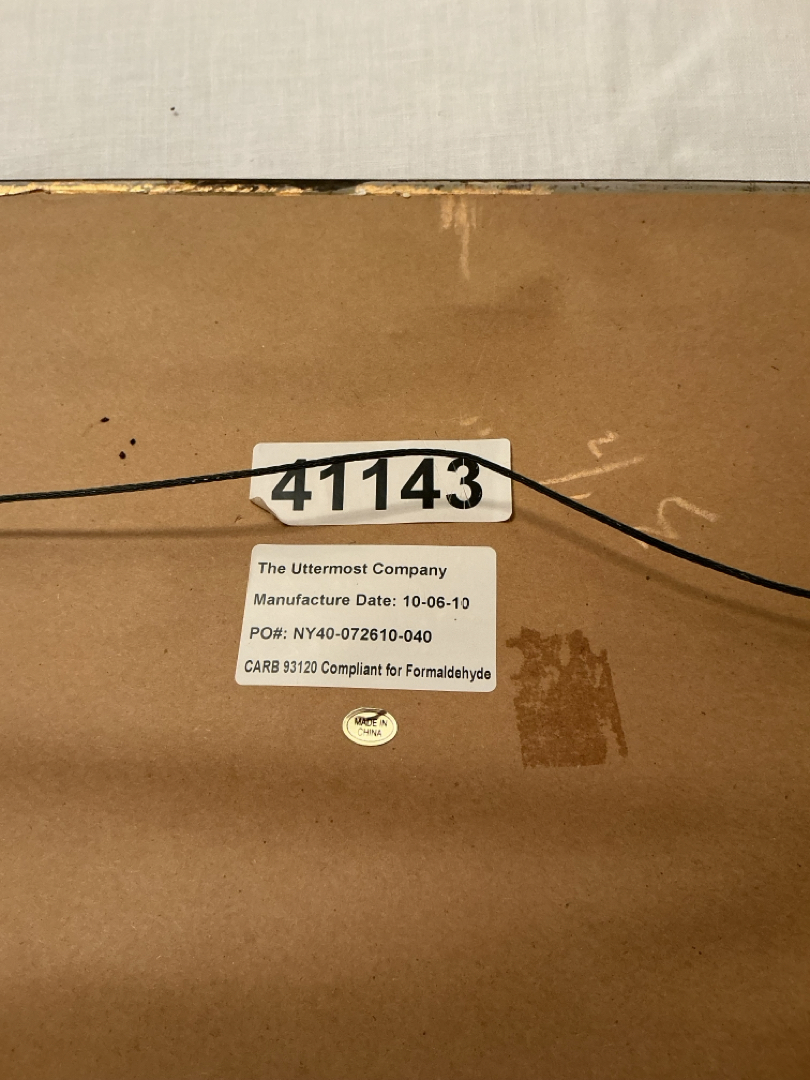 41143
The Uttermost Company
Manufacture Date: 10-06-10
PO#: NY40-072610-040
CARB 93120 Compliant for Formaldehyde
MADE IN
CHINA